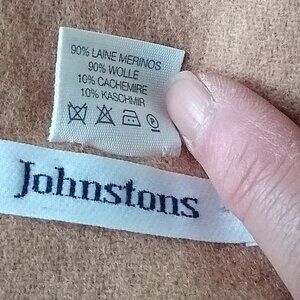 90% LAINE MERINOS
90% WOLLE
10% CACHEMIRE
10% KASCHMIR
Johnstons